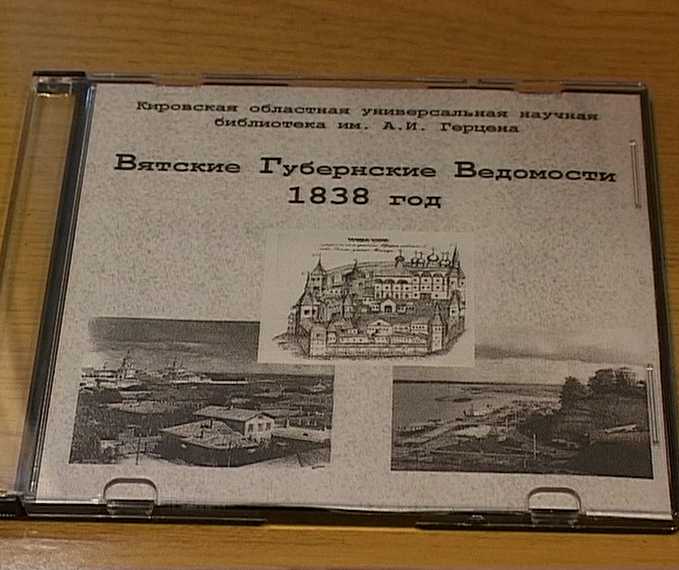 Кировская областная универсальная научная
библиотека им. А.И. Герцена
Вятские Губернские Ведомости
1838 год